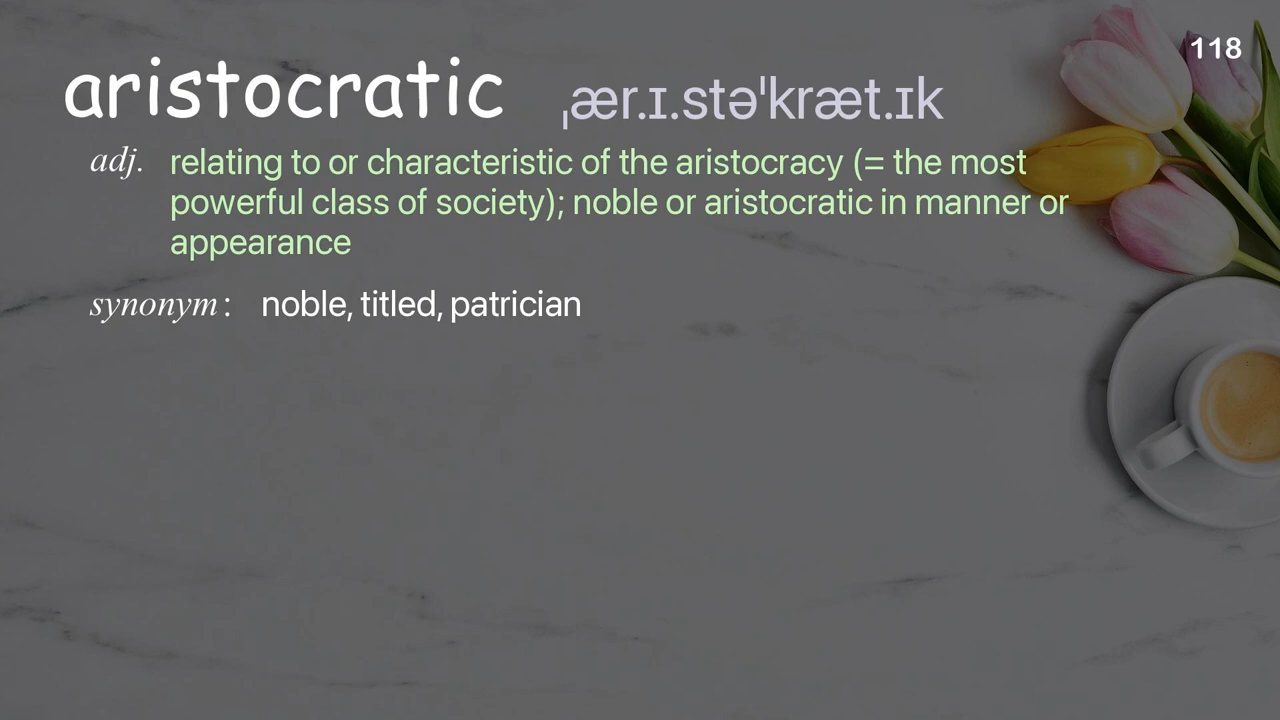 118
aristocratic ˌær.ɪ.stəˈkræt.ɪk
adj. relating to or characteristic of the aristocracy (= the most
powerful class of society); noble or aristocratic in manner or
appearance
synonym: noble, titled, patrician